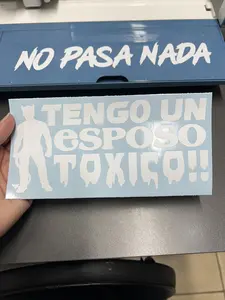 NO PASA NADA
TENGO UN
esposo
TOXICO!!